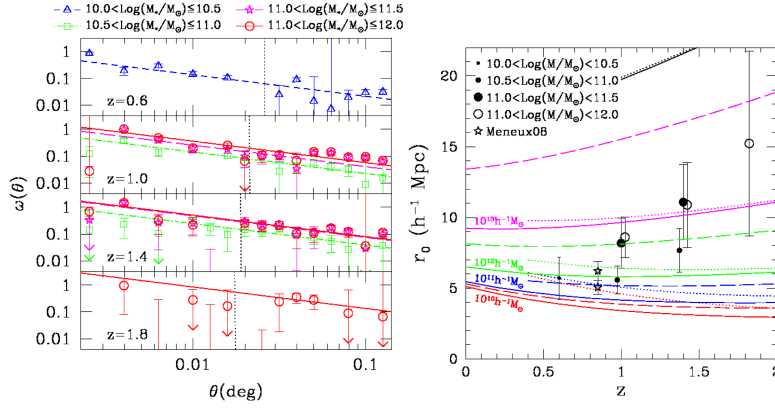 10.0<Log(M*/M⊙)≤10.5
11.0<Log(M*/M⊙)≤11.5
10.5<Log(M*/M⊙)≤11.0
11.0<Log(M*/M⊙)≤12.0
1
0.1
0.01
z=0.6
1
0.1
0.01
z=1.0
1
0.1
0.01
z=1.4
1
0.1
0.01
z=1.8
ω(θ)
0.01
0.1
θ(deg)
10.0<Log(M/M⊙)<10.5
10.5<Log(M/M⊙)<11.0
11.0<Log(M/M⊙)<11.5
11.0<Log(M/M⊙)<12.0
Meneux08
20
15
10
5
0
r₀ (h⁻¹ Mpc)
10¹³h⁻¹M⊙
10¹²h⁻¹M⊙
10¹¹h⁻¹M⊙
10¹⁰h⁻¹M⊙
0
0.5
1
1.5
2
z